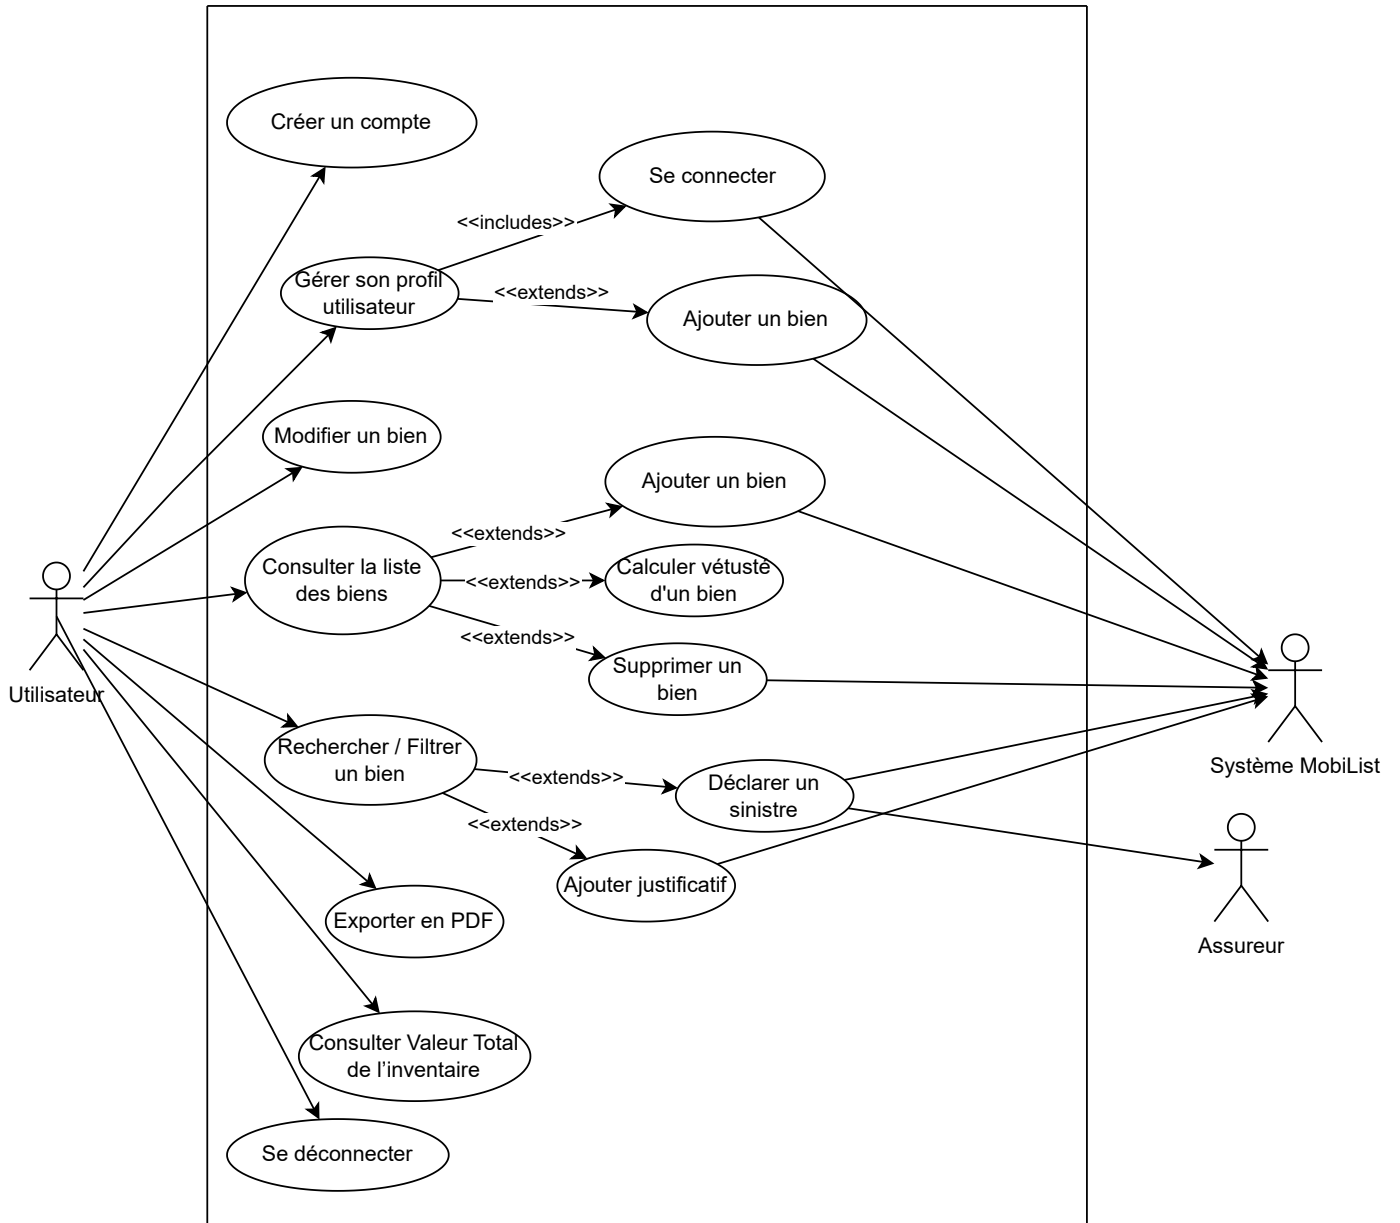 Créer un compte
Se connecter
<<includes>>
Gérer son profil
utilisateur
<<extends>>
Ajouter un bien
Modifier un bien
Ajouter un bien
<<extends>>
Consulter la liste
des biens
<<extends>>
Calculer vétusté
d'un bien
<<extends>>
Supprimer un
bien
Utilisateur
Rechercher / Filtrer
un bien
<<extends>>
Déclarer un
sinistre
Système MobiList
<<extends>>
Ajouter justificatif
Exporter en PDF
Assureur
Consulter Valeur Total
de l’inventaire
Se déconnecter